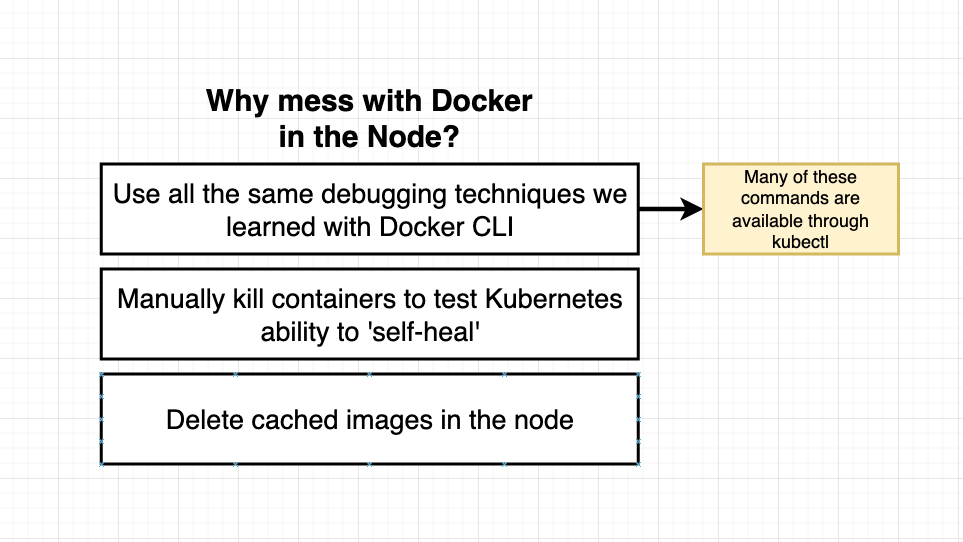 Why mess with Docker
in the Node?
Use all the same debugging techniques we
learned with Docker CLI
Many of these
commands are
available through
kubectl
Manually kill containers to test Kubernetes
ability to 'self-heal'
Delete cached images in the node